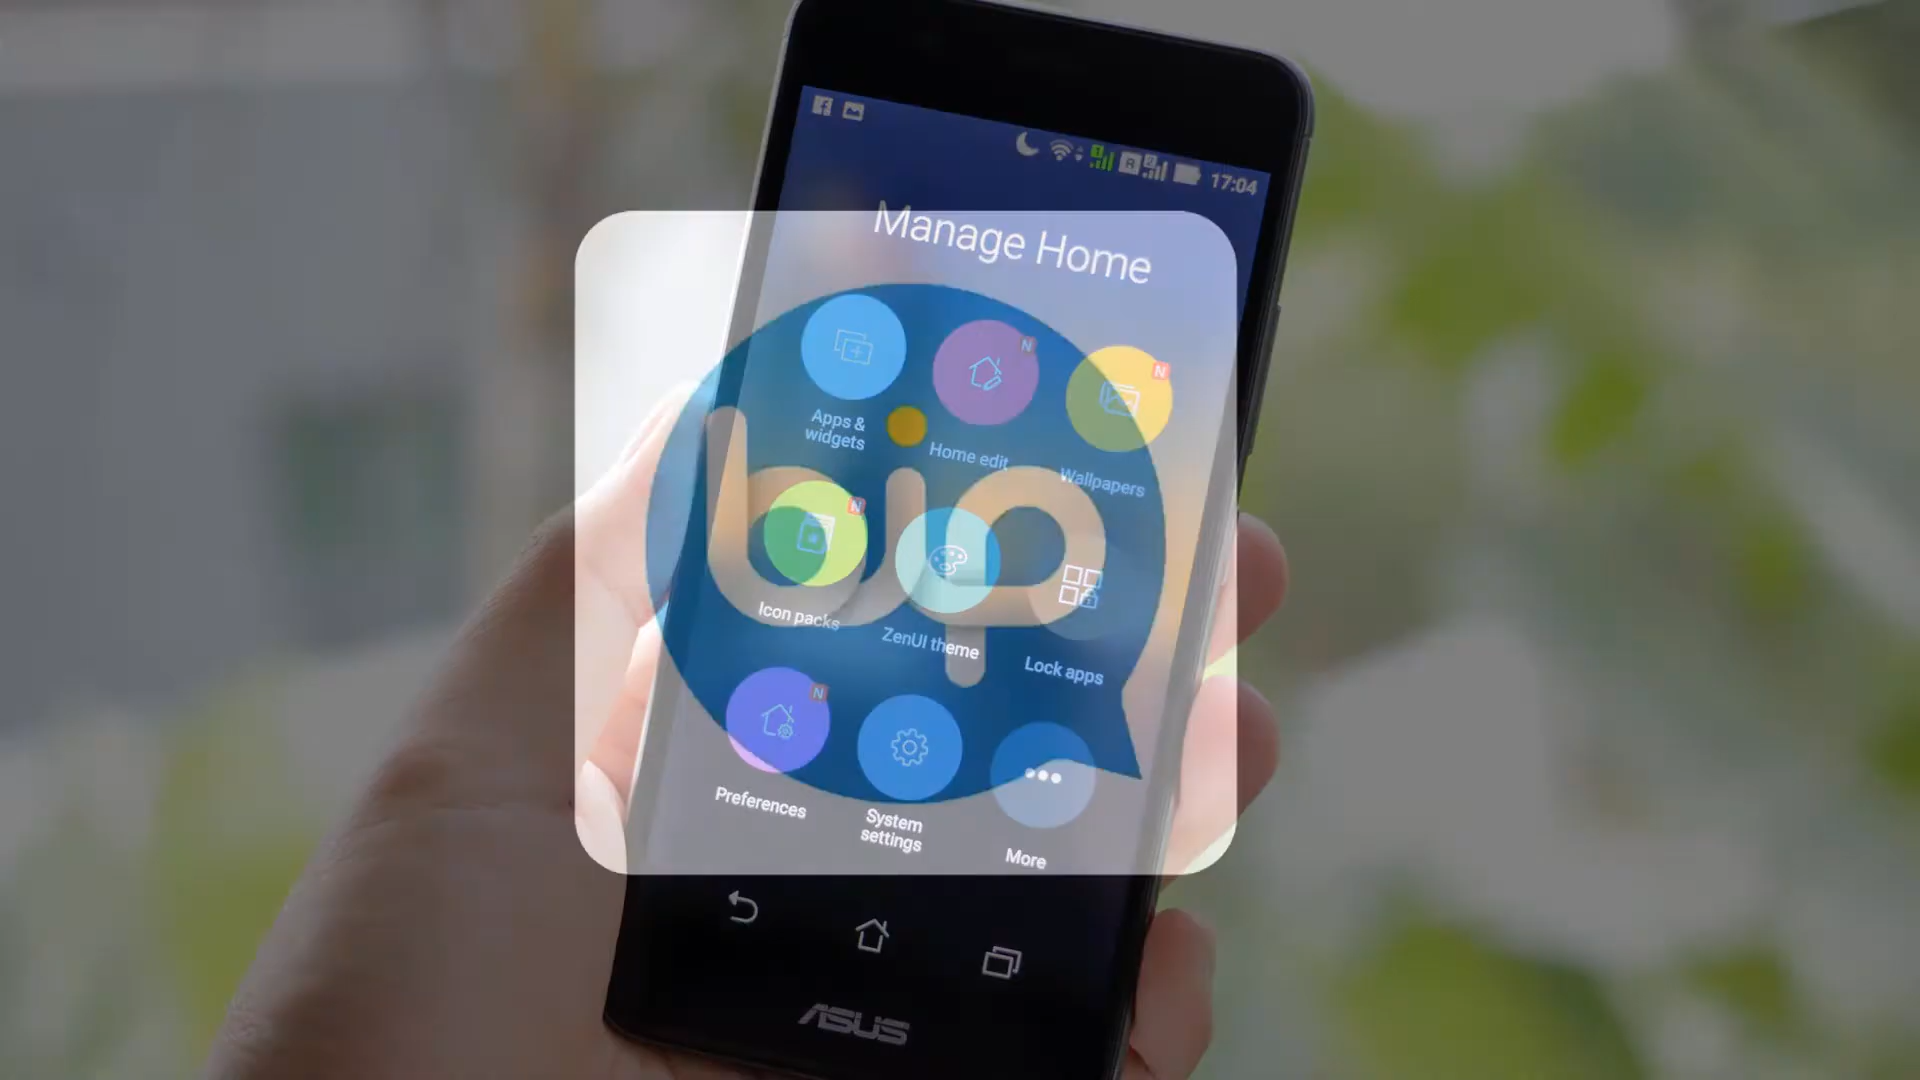 17:04
Manage Home
Apps &
widgets
Home edit
Wallpapers
bip
Icon packs
ZenUI theme
Lock apps
Preferences
System
settings
More
ASUS